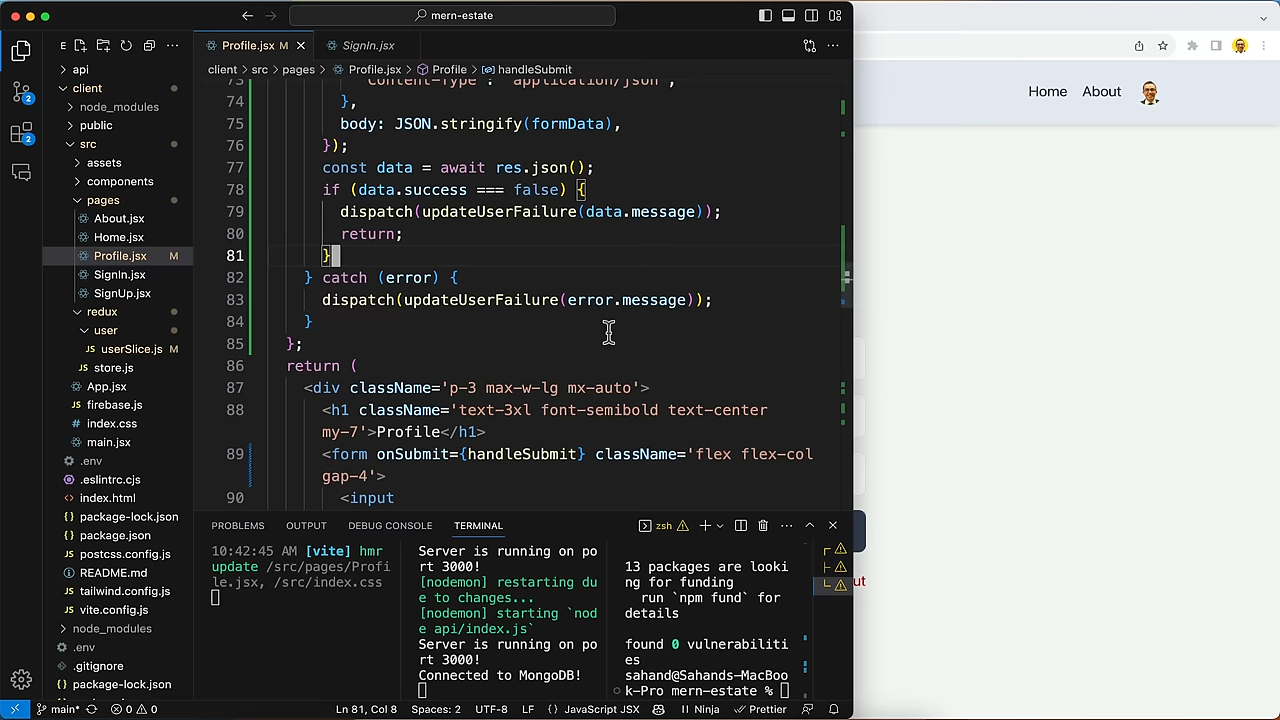 mern-estate
Profile.jsx M
SignIn.jsx
client > src > pages > Profile.jsx > Profile > handleSubmit
Home About
E
> api
client
> node_modules
> public
src
> assets
> components
pages
About.jsx
Home.jsx
Profile.jsx M
SignIn.jsx
SignUp.jsx
redux
user
userSlice.js M
store.js
App.jsx
firebase.js
index.css
main.jsx
.env
.eslintrc.cjs
index.html
package-lock.json
package.json
postcss.config.js
README.md
tailwind.config.js
vite.config.js
> node_modules
.env
.gitignore
package-lock.json
2
2
73 "Content-Type": "application/json",
74 },
75 body: JSON.stringify(formData),
76 });
77 const data = await res.json();
78 if (data.success === false) {
79 dispatch(updateUserFailure(data.message));
80 return;
81 }
82 } catch (error) {
83 dispatch(updateUserFailure(error.message));
84 }
85 };
86 return (
87 <div className='p-3 max-w-lg mx-auto'>
88 <h1 className='text-3xl font-semibold text-center
my-7'>Profile</h1>
89 <form onSubmit={handleSubmit} className='flex flex-col
gap-4'>
90 <input
PROBLEMS OUTPUT DEBUG CONSOLE TERMINAL zsh
10:42:45 AM [vite] hmr
update /src/pages/Profi
le.jsx, /src/index.css
Server is running on po
rt 3000!
[nodemon] restarting du
e to changes...
[nodemon] starting `nod
e api/index.js`
Server is running on po
rt 3000!
Connected to MongoDB!
13 packages are looki
ng for funding
run `npm fund` for
details
found 0 vulnerabiliti
es
sahand@Sahands-MacBoo
k-Pro mern-estate %
ut
main* 0 0 Ln 81, Col 8 Spaces: 2 UTF-8 LF {} JavaScript JSX Ninja Prettier